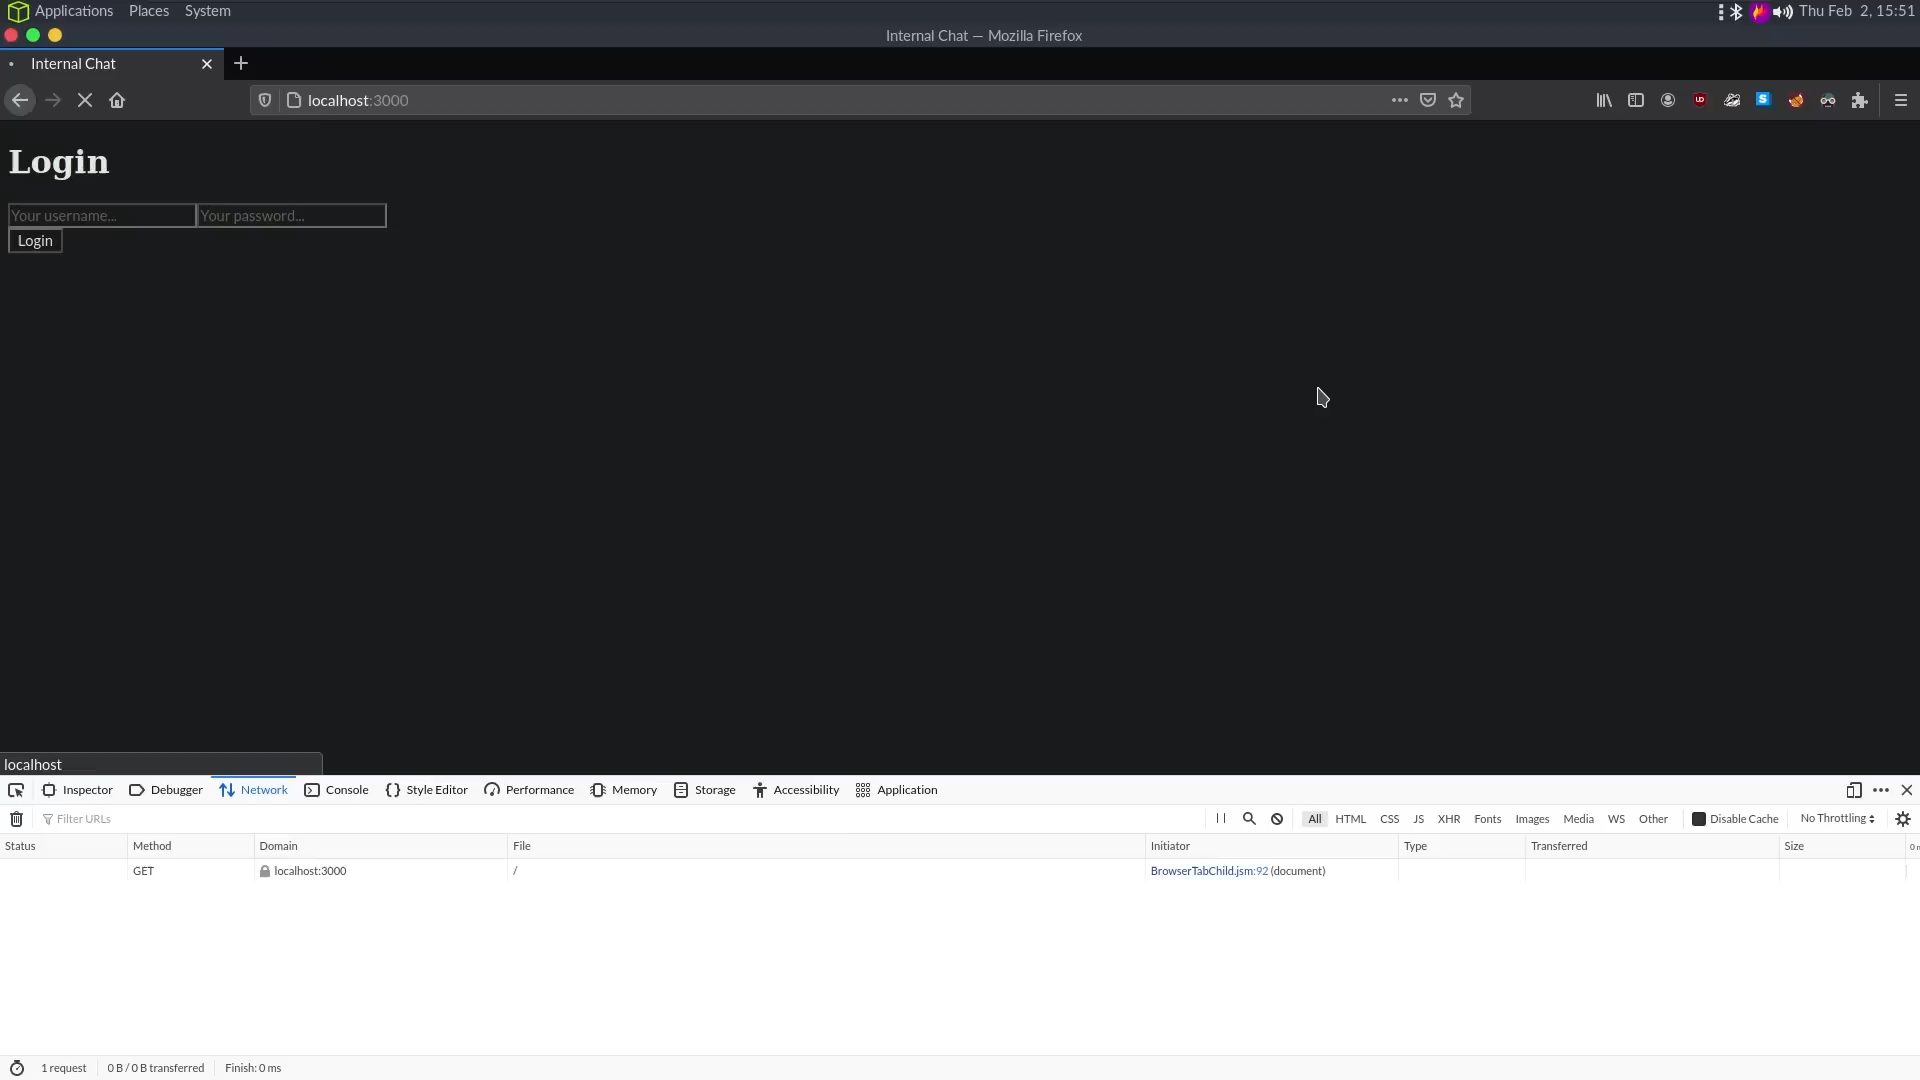 Applications Places System Thu Feb 2, 15:51
Internal Chat — Mozilla Firefox
Internal Chat
localhost:3000
Login
Your username... Your password...
Login
localhost
Inspector Debugger Network Console Style Editor Performance Memory Storage Accessibility Application
Filter URLs All HTML CSS JS XHR Fonts Images Media WS Other Disable Cache No Throttling
Status Method Domain File Initiator Type Transferred Size
GET localhost:3000 / BrowserTabChild.jsm:92 (document)
1 request 0 B / 0 B transferred Finish: 0 ms